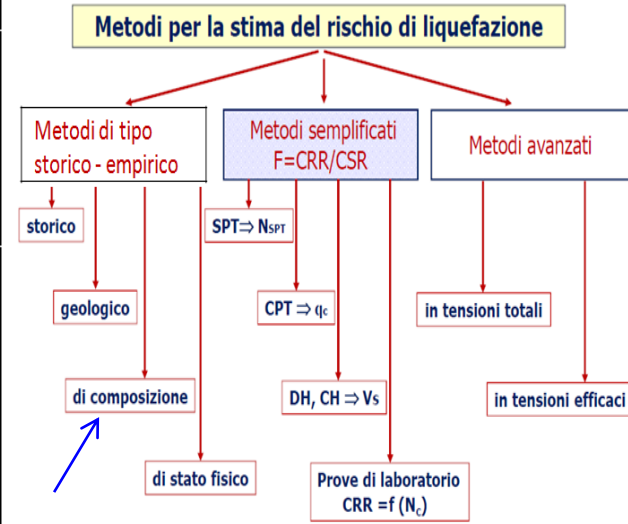 Metodi per la stima del rischio di liquefazione
Metodi di tipo
storico - empirico
Metodi semplificati
F=CRR/CSR
Metodi avanzati
storico
SPT⇒ NSPT
geologico
CPT ⇒ qc
in tensioni totali
di composizione
DH, CH ⇒ Vs
in tensioni efficaci
di stato fisico
Prove di laboratorio
CRR =f (Nc)